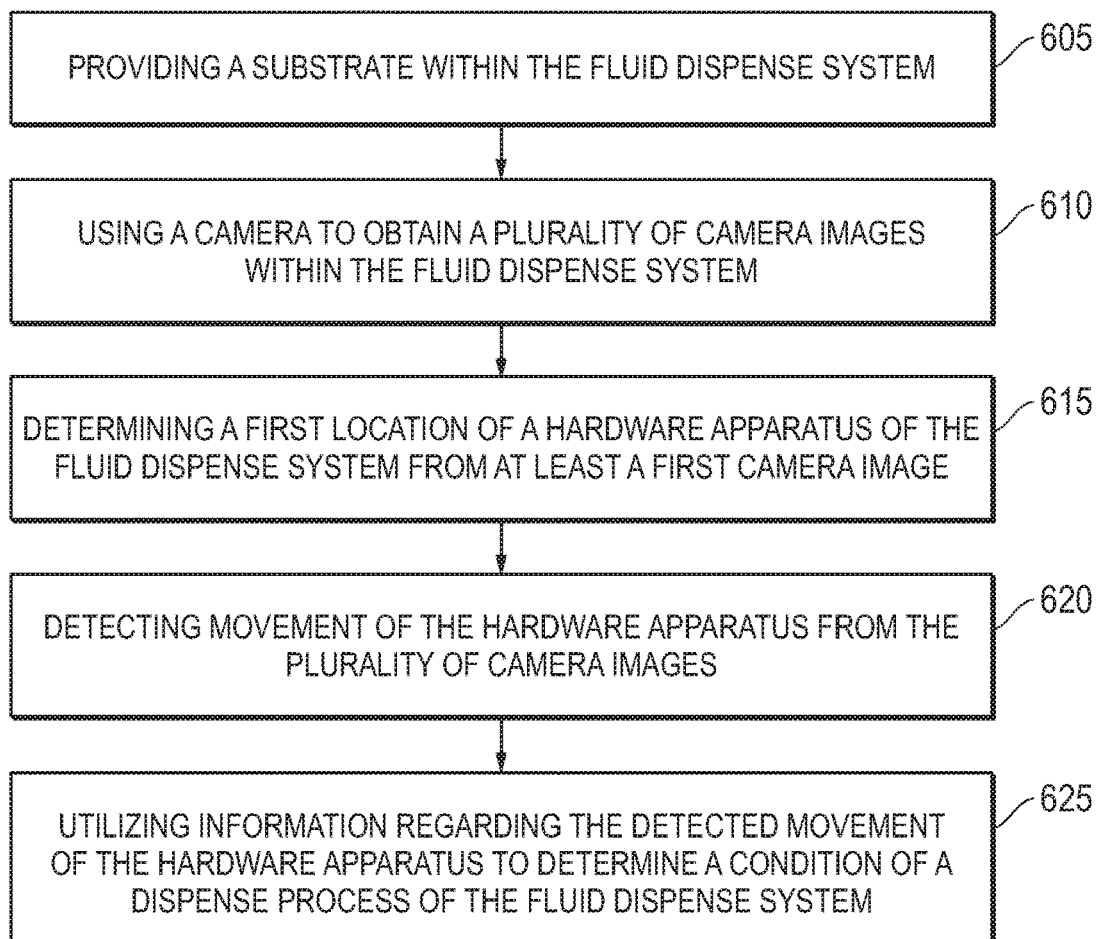 PROVIDING A SUBSTRATE WITHIN THE FLUID DISPENSE SYSTEM
605
USING A CAMERA TO OBTAIN A PLURALITY OF CAMERA IMAGES
WITHIN THE FLUID DISPENSE SYSTEM
610
DETERMINING A FIRST LOCATION OF A HARDWARE APPARATUS OF THE
FLUID DISPENSE SYSTEM FROM AT LEAST A FIRST CAMERA IMAGE
615
DETECTING MOVEMENT OF THE HARDWARE APPARATUS FROM THE
PLURALITY OF CAMERA IMAGES
620
UTILIZING INFORMATION REGARDING THE DETECTED MOVEMENT
OF THE HARDWARE APPARATUS TO DETERMINE A CONDITION OF A
DISPENSE PROCESS OF THE FLUID DISPENSE SYSTEM
625